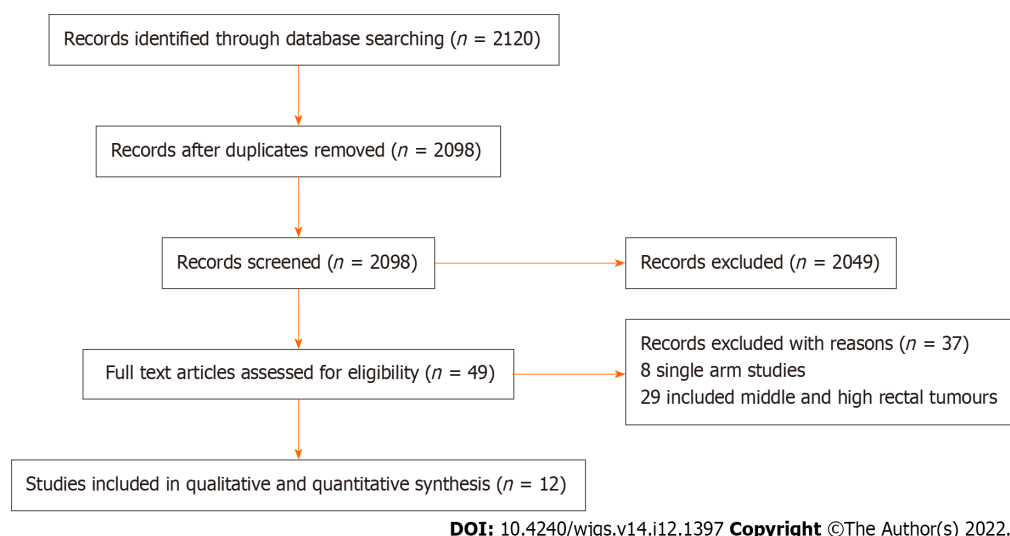 Records identified through database searching (n = 2120)
Records after duplicates removed (n = 2098)
Records screened (n = 2098)
Records excluded (n = 2049)
Full text articles assessed for eligibility (n = 49)
Records excluded with reasons (n = 37)
8 single arm studies
29 included middle and high rectal tumours
Studies included in qualitative and quantitative synthesis (n = 12)
DOI: 10.4240/wjgs.v14.i12.1397 Copyright ©The Author(s) 2022.